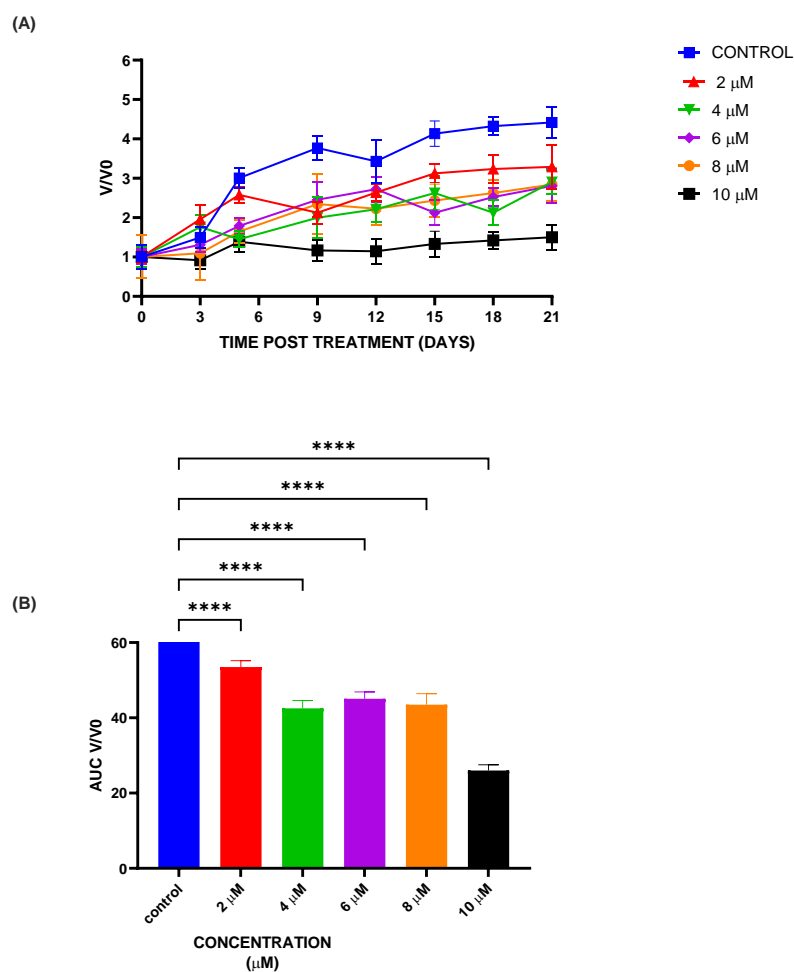 (A)
6
5
4
3
2
1
0
V/V0
0 3 6 9 12 15 18 21
TIME POST TREATMENT (DAYS)
CONTROL
2 μM
4 μM
6 μM
8 μM
10 μM
(B)
****
****
****
****
****
60
40
20
0
AUC V/V0
control
2 μM
4 μM
6 μM
8 μM
10 μM
CONCENTRATION
(μM)